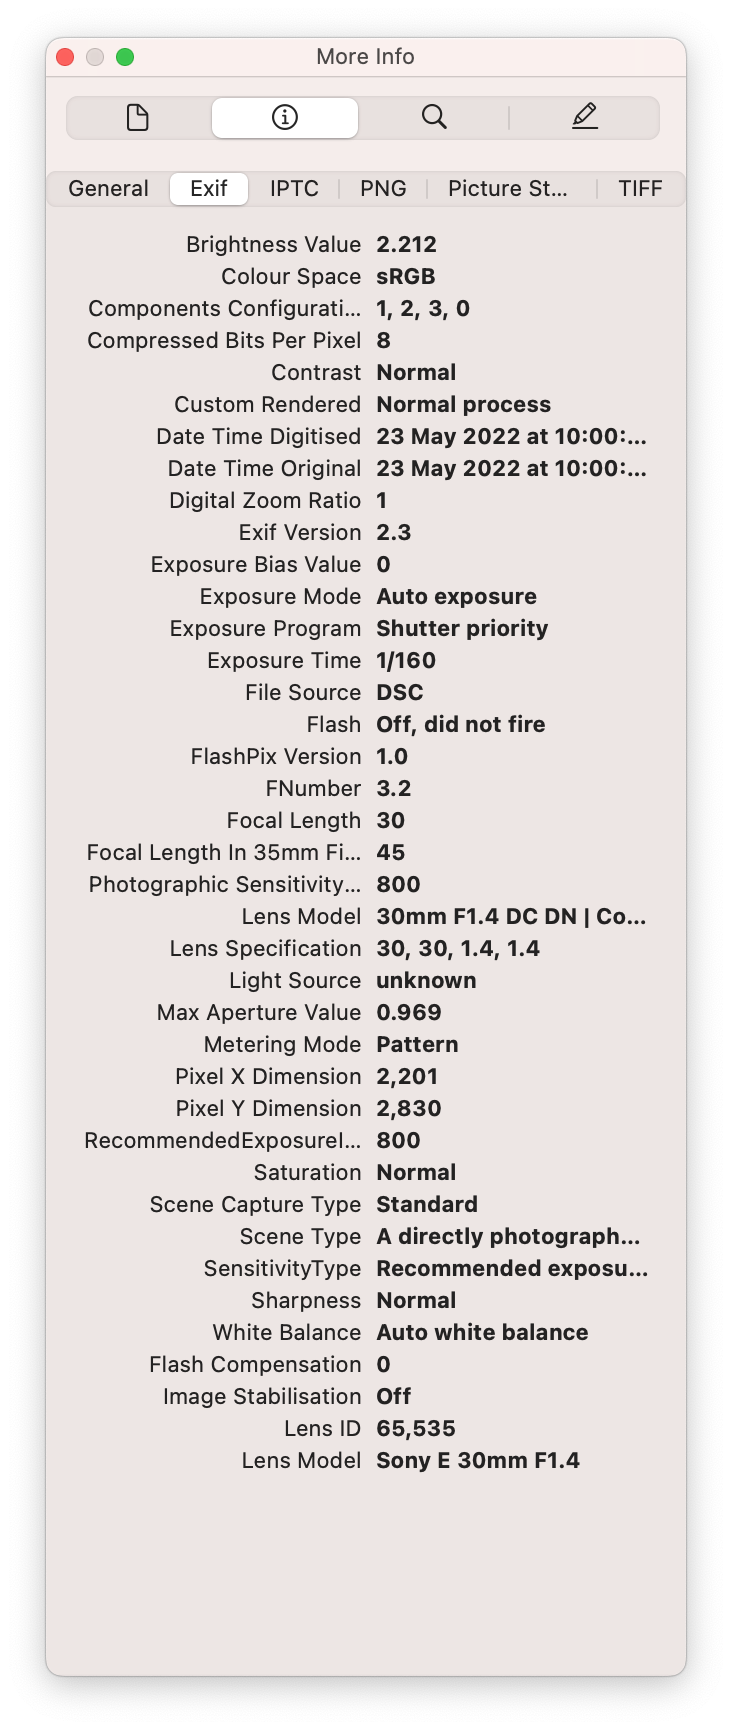 More Info
General Exif IPTC PNG Picture St... TIFF
Brightness Value 2.212
Colour Space sRGB
Components Configurati... 1, 2, 3, 0
Compressed Bits Per Pixel 8
Contrast Normal
Custom Rendered Normal process
Date Time Digitised 23 May 2022 at 10:00:...
Date Time Original 23 May 2022 at 10:00:...
Digital Zoom Ratio 1
Exif Version 2.3
Exposure Bias Value 0
Exposure Mode Auto exposure
Exposure Program Shutter priority
Exposure Time 1/160
File Source DSC
Flash Off, did not fire
FlashPix Version 1.0
FNumber 3.2
Focal Length 30
Focal Length In 35mm Fi... 45
Photographic Sensitivity... 800
Lens Model 30mm F1.4 DC DN | Co...
Lens Specification 30, 30, 1.4, 1.4
Light Source unknown
Max Aperture Value 0.969
Metering Mode Pattern
Pixel X Dimension 2,201
Pixel Y Dimension 2,830
RecommendedExposureI... 800
Saturation Normal
Scene Capture Type Standard
Scene Type A directly photograph...
SensitivityType Recommended exposu...
Sharpness Normal
White Balance Auto white balance
Flash Compensation 0
Image Stabilisation Off
Lens ID 65,535
Lens Model Sony E 30mm F1.4